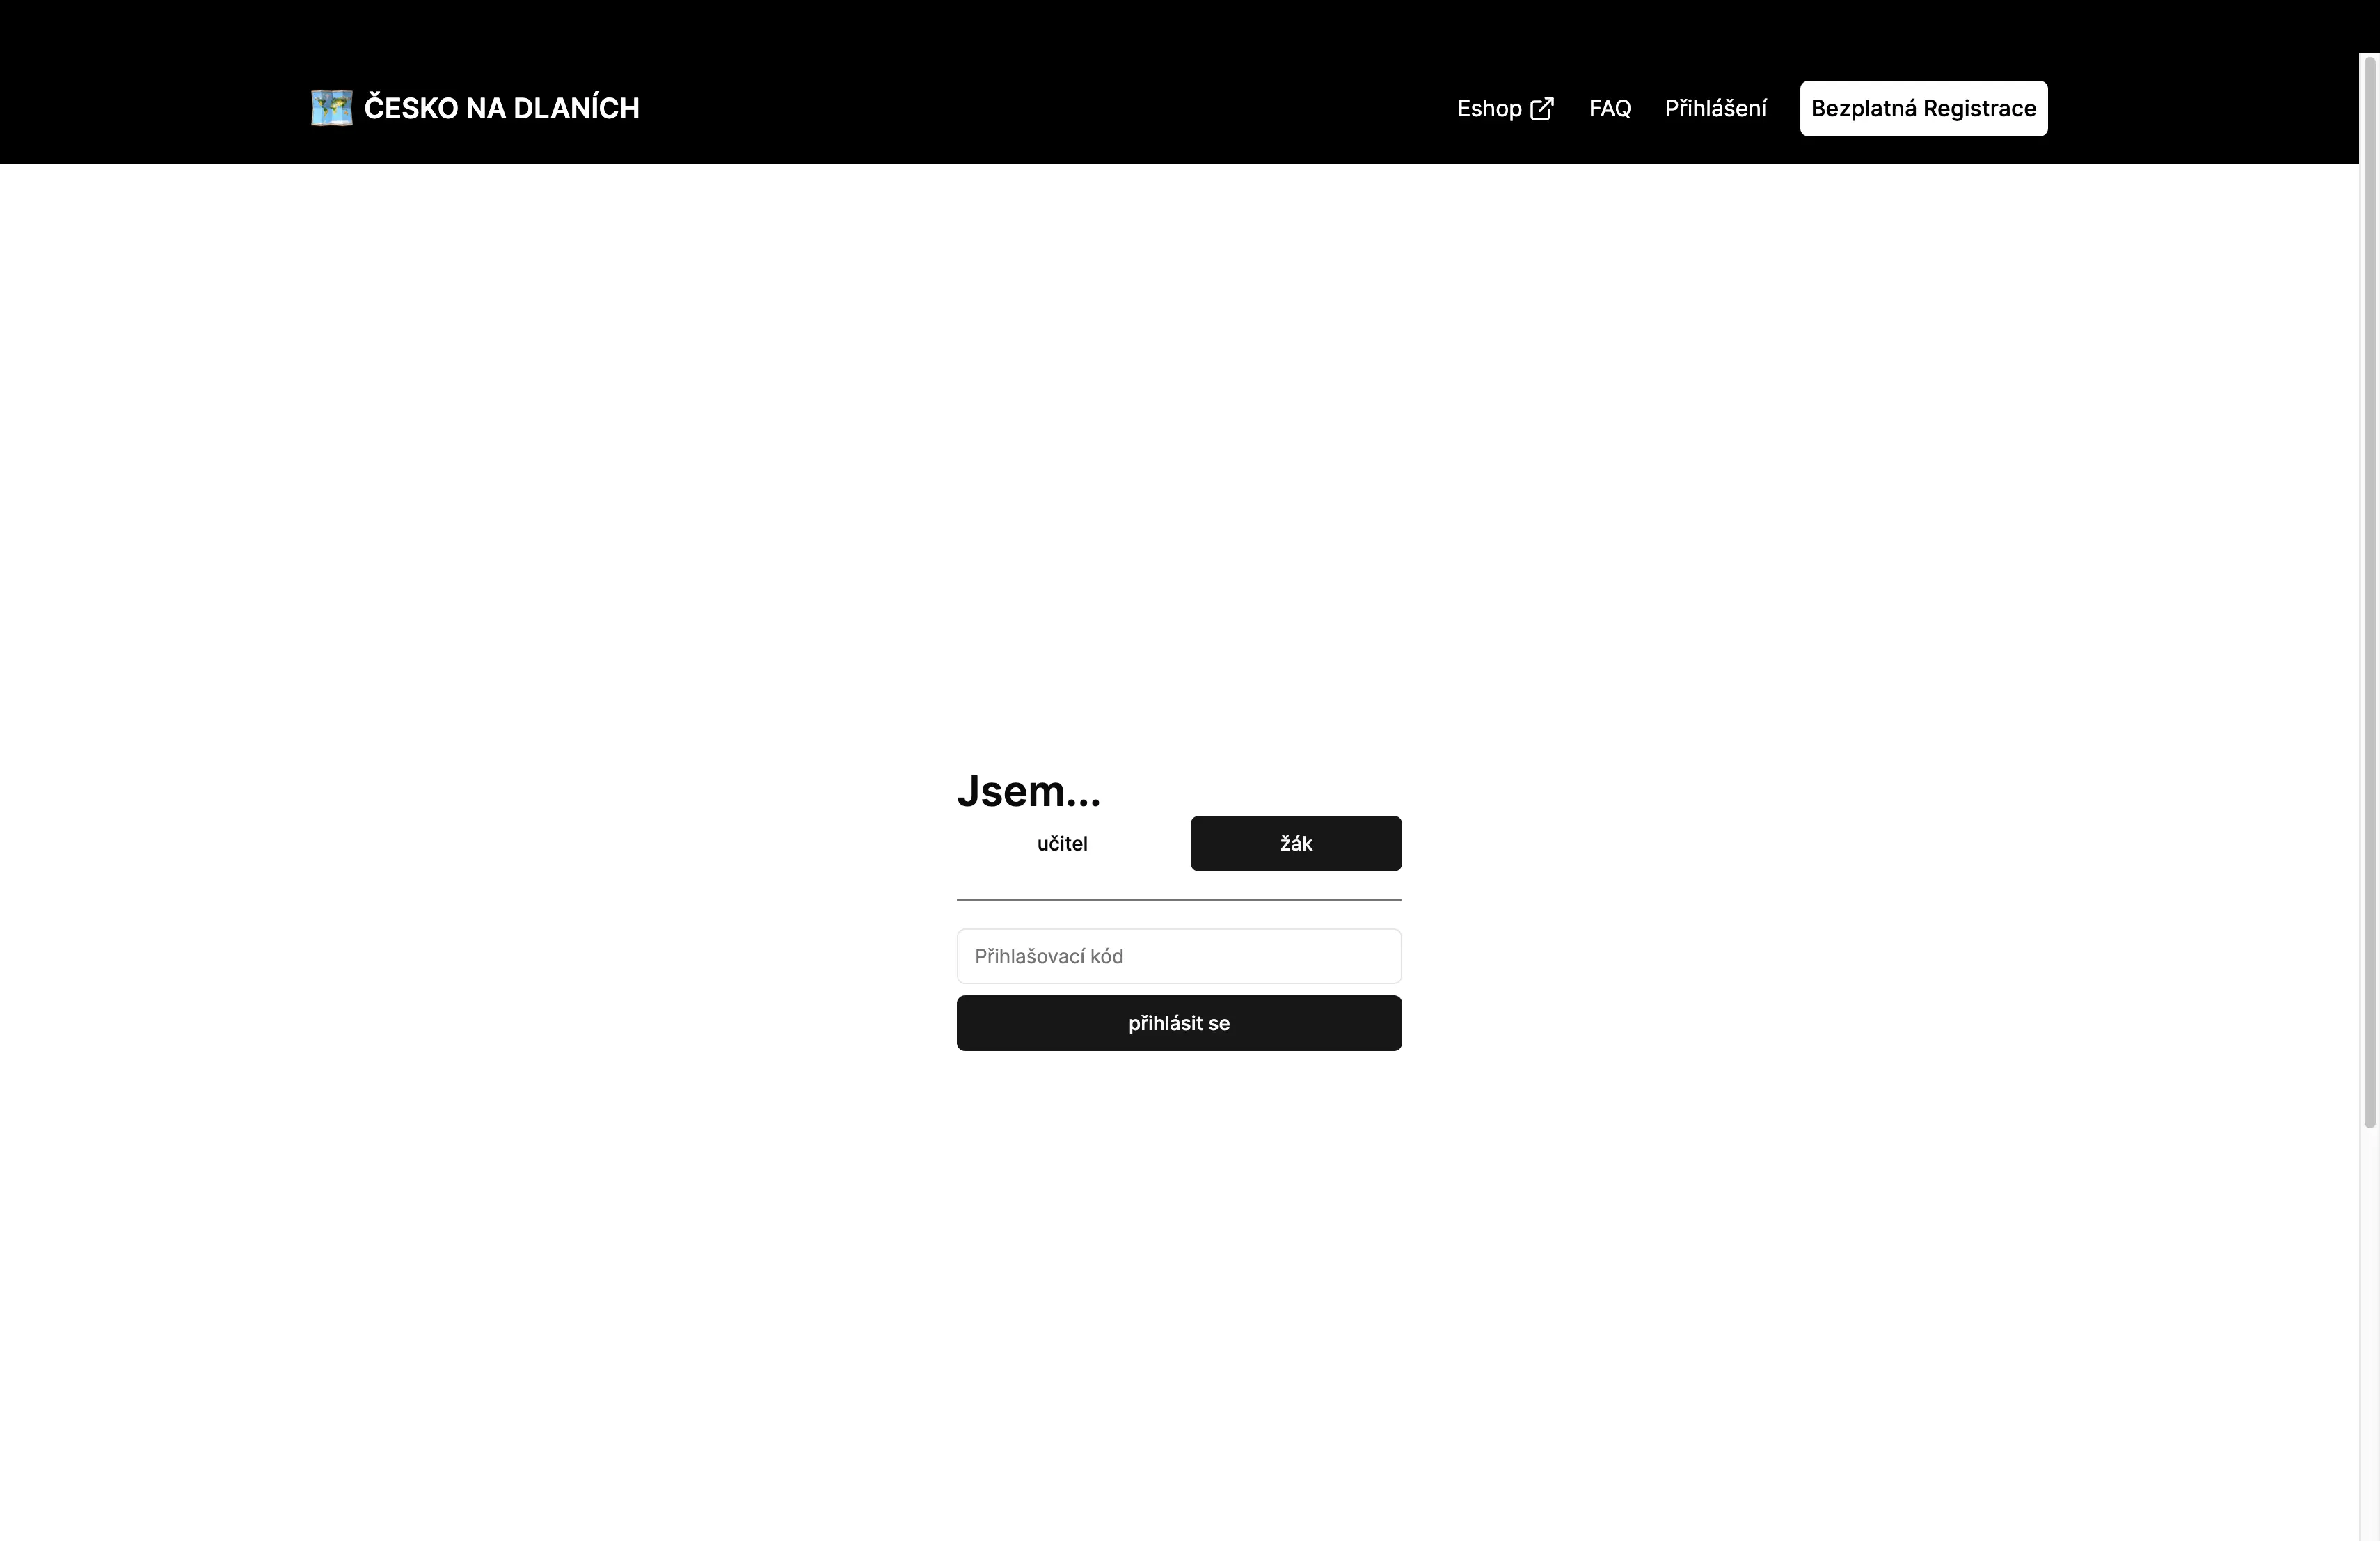 ČESKO NA DLANÍCH
Eshop
FAQ
Přihlášení
Bezplatná Registrace
Jsem...
učitel
žák
Přihlašovací kód
přihlásit se